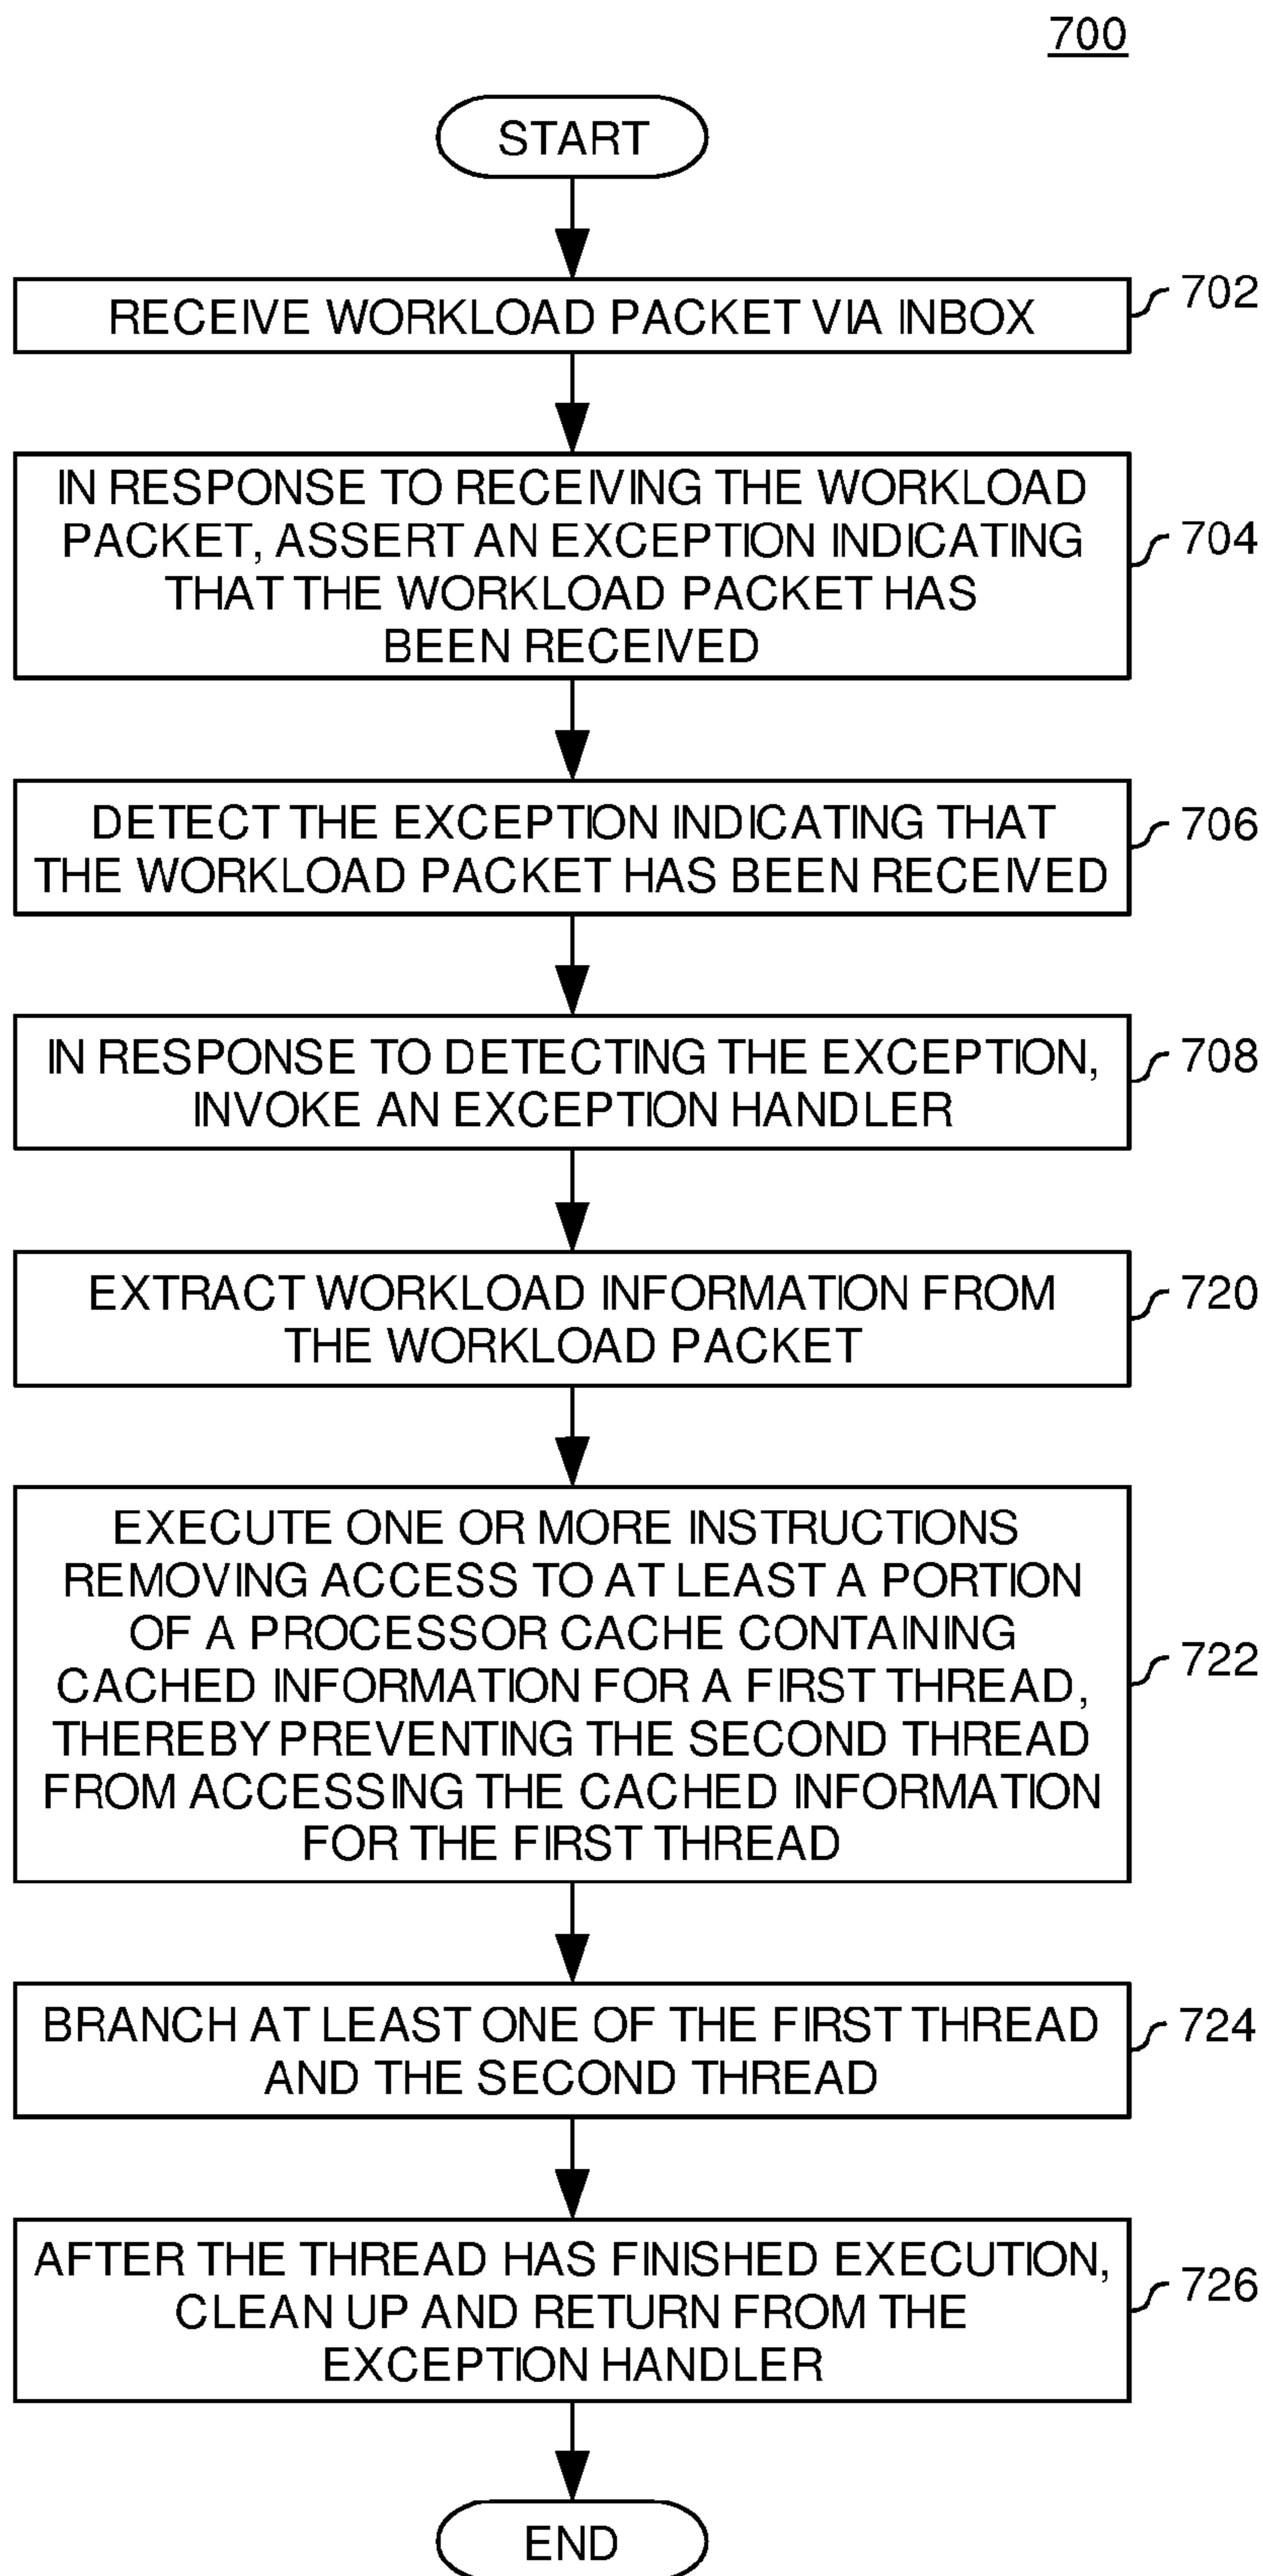 700
START
RECEIVE WORKLOAD PACKET VIA INBOX
702
IN RESPONSE TO RECEIVING THE WORKLOAD
PACKET, ASSERT AN EXCEPTION INDICATING
THAT THE WORKLOAD PACKET HAS
BEEN RECEIVED
704
DETECT THE EXCEPTION INDICATING THAT
THE WORKLOAD PACKET HAS BEEN RECEIVED
706
IN RESPONSE TO DETECTING THE EXCEPTION,
INVOKE AN EXCEPTION HANDLER
708
EXTRACT WORKLOAD INFORMATION FROM
THE WORKLOAD PACKET
720
EXECUTE ONE OR MORE INSTRUCTIONS
REMOVING ACCESS TO AT LEAST A PORTION
OF A PROCESSOR CACHE CONTAINING
CACHED INFORMATION FOR A FIRST THREAD,
THEREBY PREVENTING THE SECOND THREAD
FROM ACCESSING THE CACHED INFORMATION
FOR THE FIRST THREAD
722
BRANCH AT LEAST ONE OF THE FIRST THREAD
AND THE SECOND THREAD
724
AFTER THE THREAD HAS FINISHED EXECUTION,
CLEAN UP AND RETURN FROM THE
EXCEPTION HANDLER
726
END